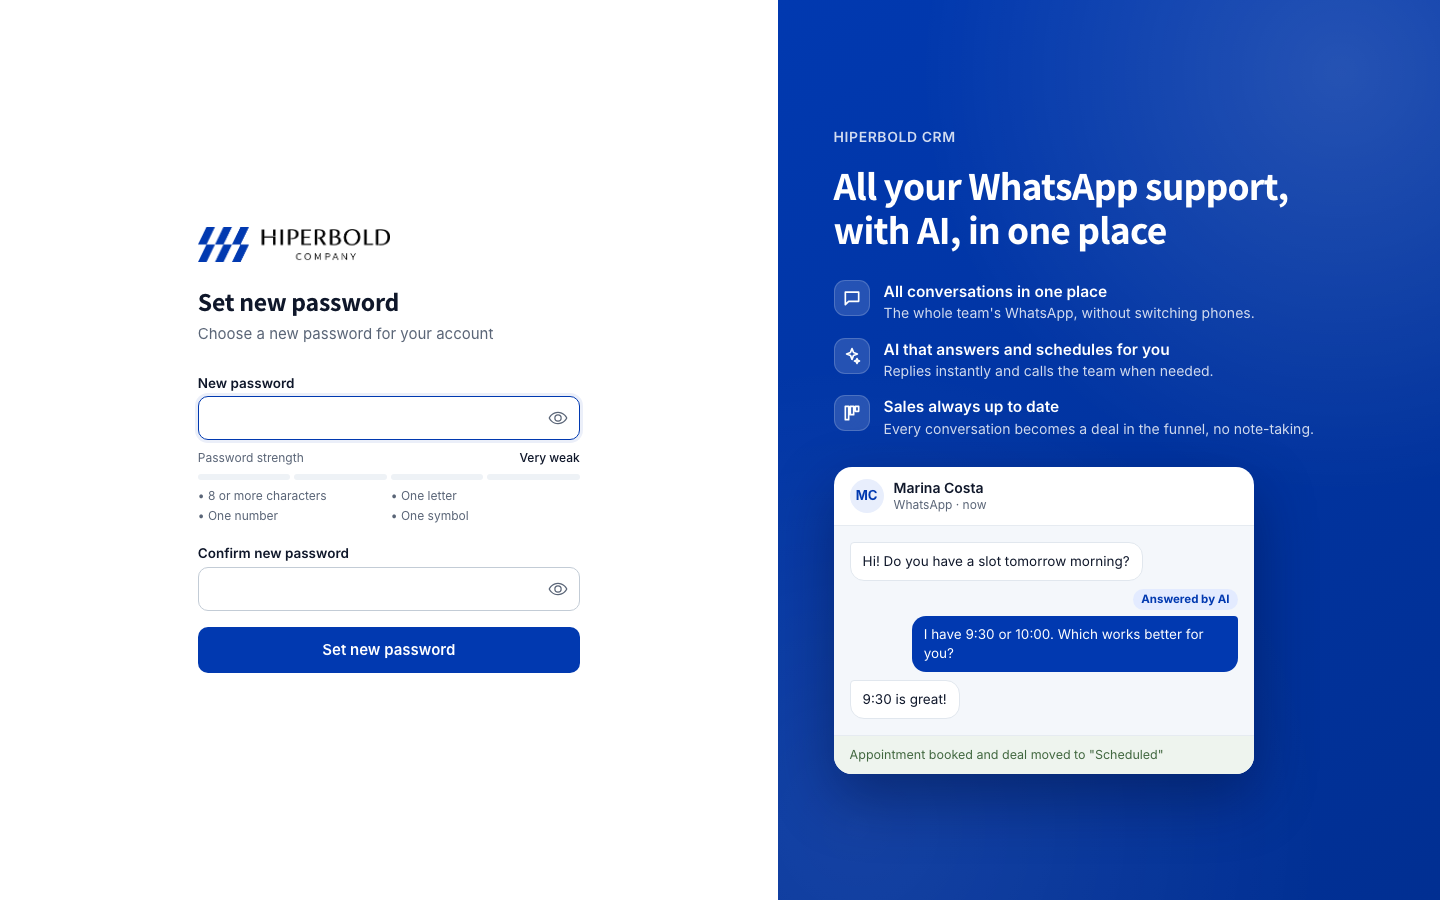 HIPERBOLD
COMPANY
Set new password
Choose a new password for your account
New password
Password strength
Very weak
• 8 or more characters
• One letter
• One number
• One symbol
Confirm new password
Set new password
HIPERBOLD CRM
All your WhatsApp support,
with AI, in one place
All conversations in one place
The whole team's WhatsApp, without switching phones.
AI that answers and schedules for you
Replies instantly and calls the team when needed.
Sales always up to date
Every conversation becomes a deal in the funnel, no note-taking.
MC
Marina Costa
WhatsApp · now
Hi! Do you have a slot tomorrow morning?
Answered by AI
I have 9:30 or 10:00. Which works better for
you?
9:30 is great!
Appointment booked and deal moved to "Scheduled"